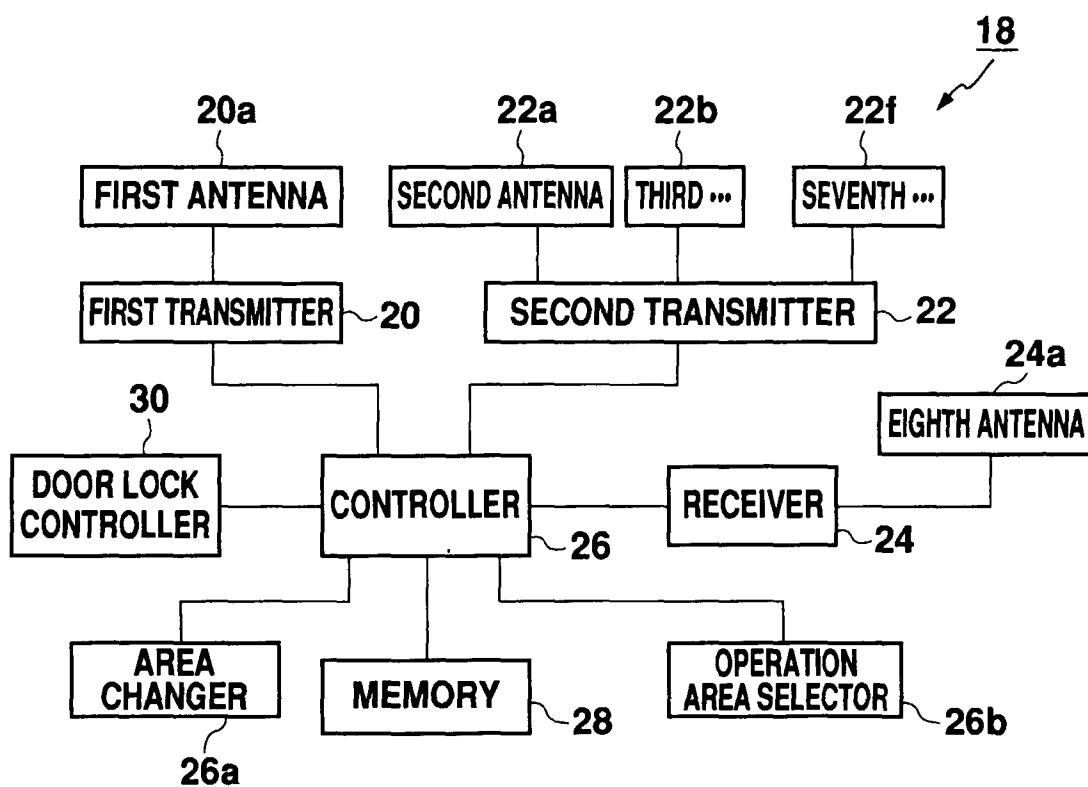 18
20a
22a
22b
22f
FIRST ANTENNA
SECOND ANTENNA
THIRD •••
SEVENTH •••
FIRST TRANSMITTER
20
SECOND TRANSMITTER
22
24a
EIGHTH ANTENNA
30
DOOR LOCK
CONTROLLER
CONTROLLER
26
RECEIVER
24
AREA
CHANGER
26a
MEMORY
28
OPERATION
AREA SELECTOR
26b